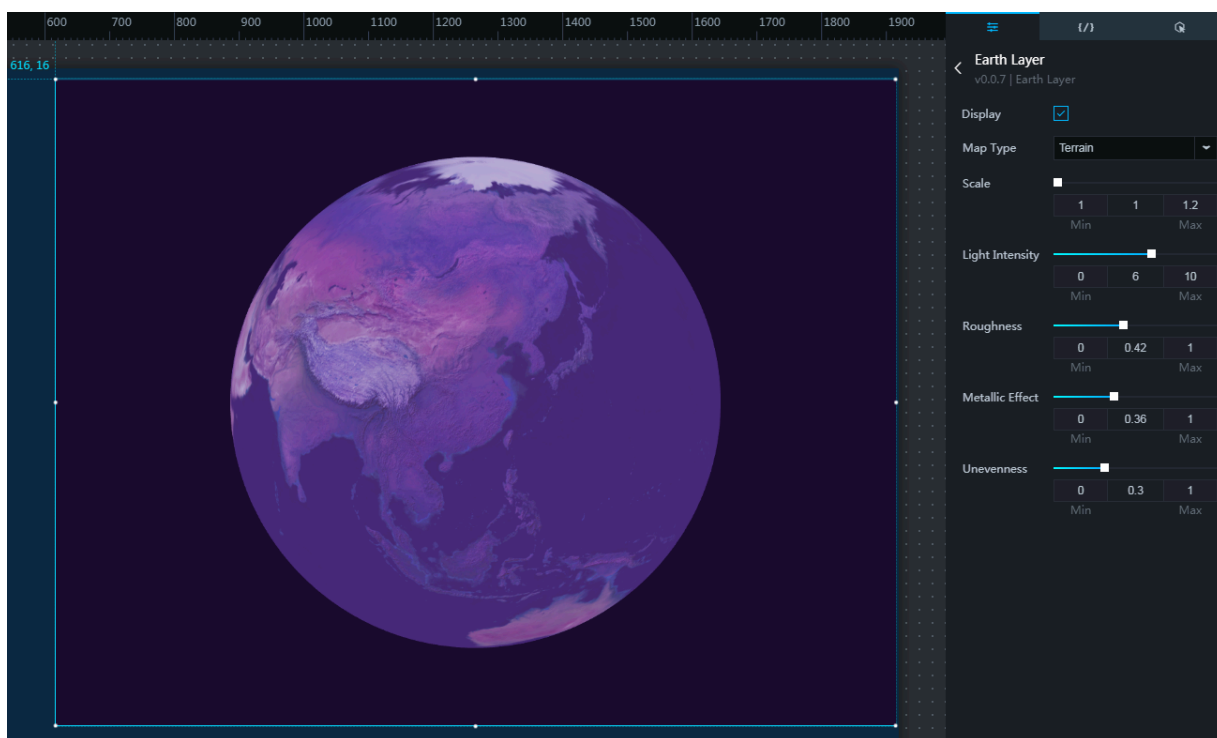 600 700 800 900 1000 1100 1200 1300 1400 1500 1600 1700 1800 1900
616, 16
{/}
Earth Layer
v0.0.7 | Earth Layer
Display
Map Type Terrain
Scale
1 1 1.2
Min Max
Light Intensity
0 6 10
Min Max
Roughness
0 0.42 1
Min Max
Metallic Effect
0 0.36 1
Min Max
Unevenness
0 0.3 1
Min Max